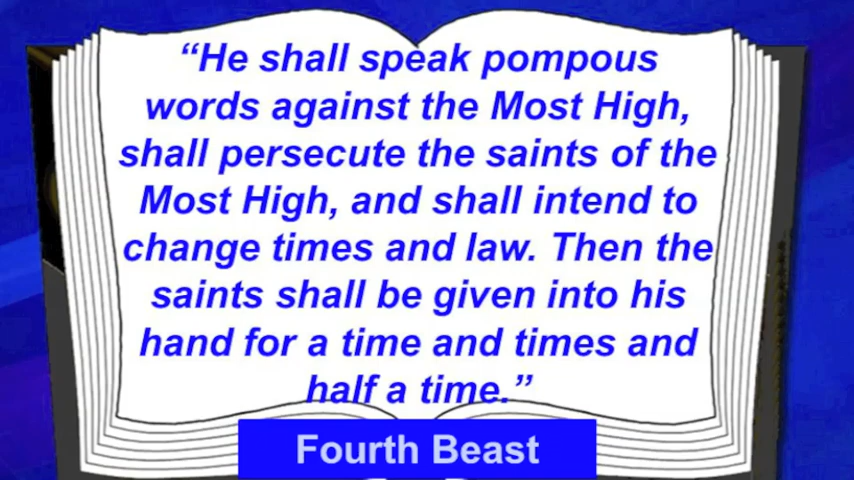 “He shall speak pompous
words against the Most High,
shall persecute the saints of the
Most High, and shall intend to
change times and law. Then the
saints shall be given into his
hand for a time and times and
half a time.”
Fourth Beast